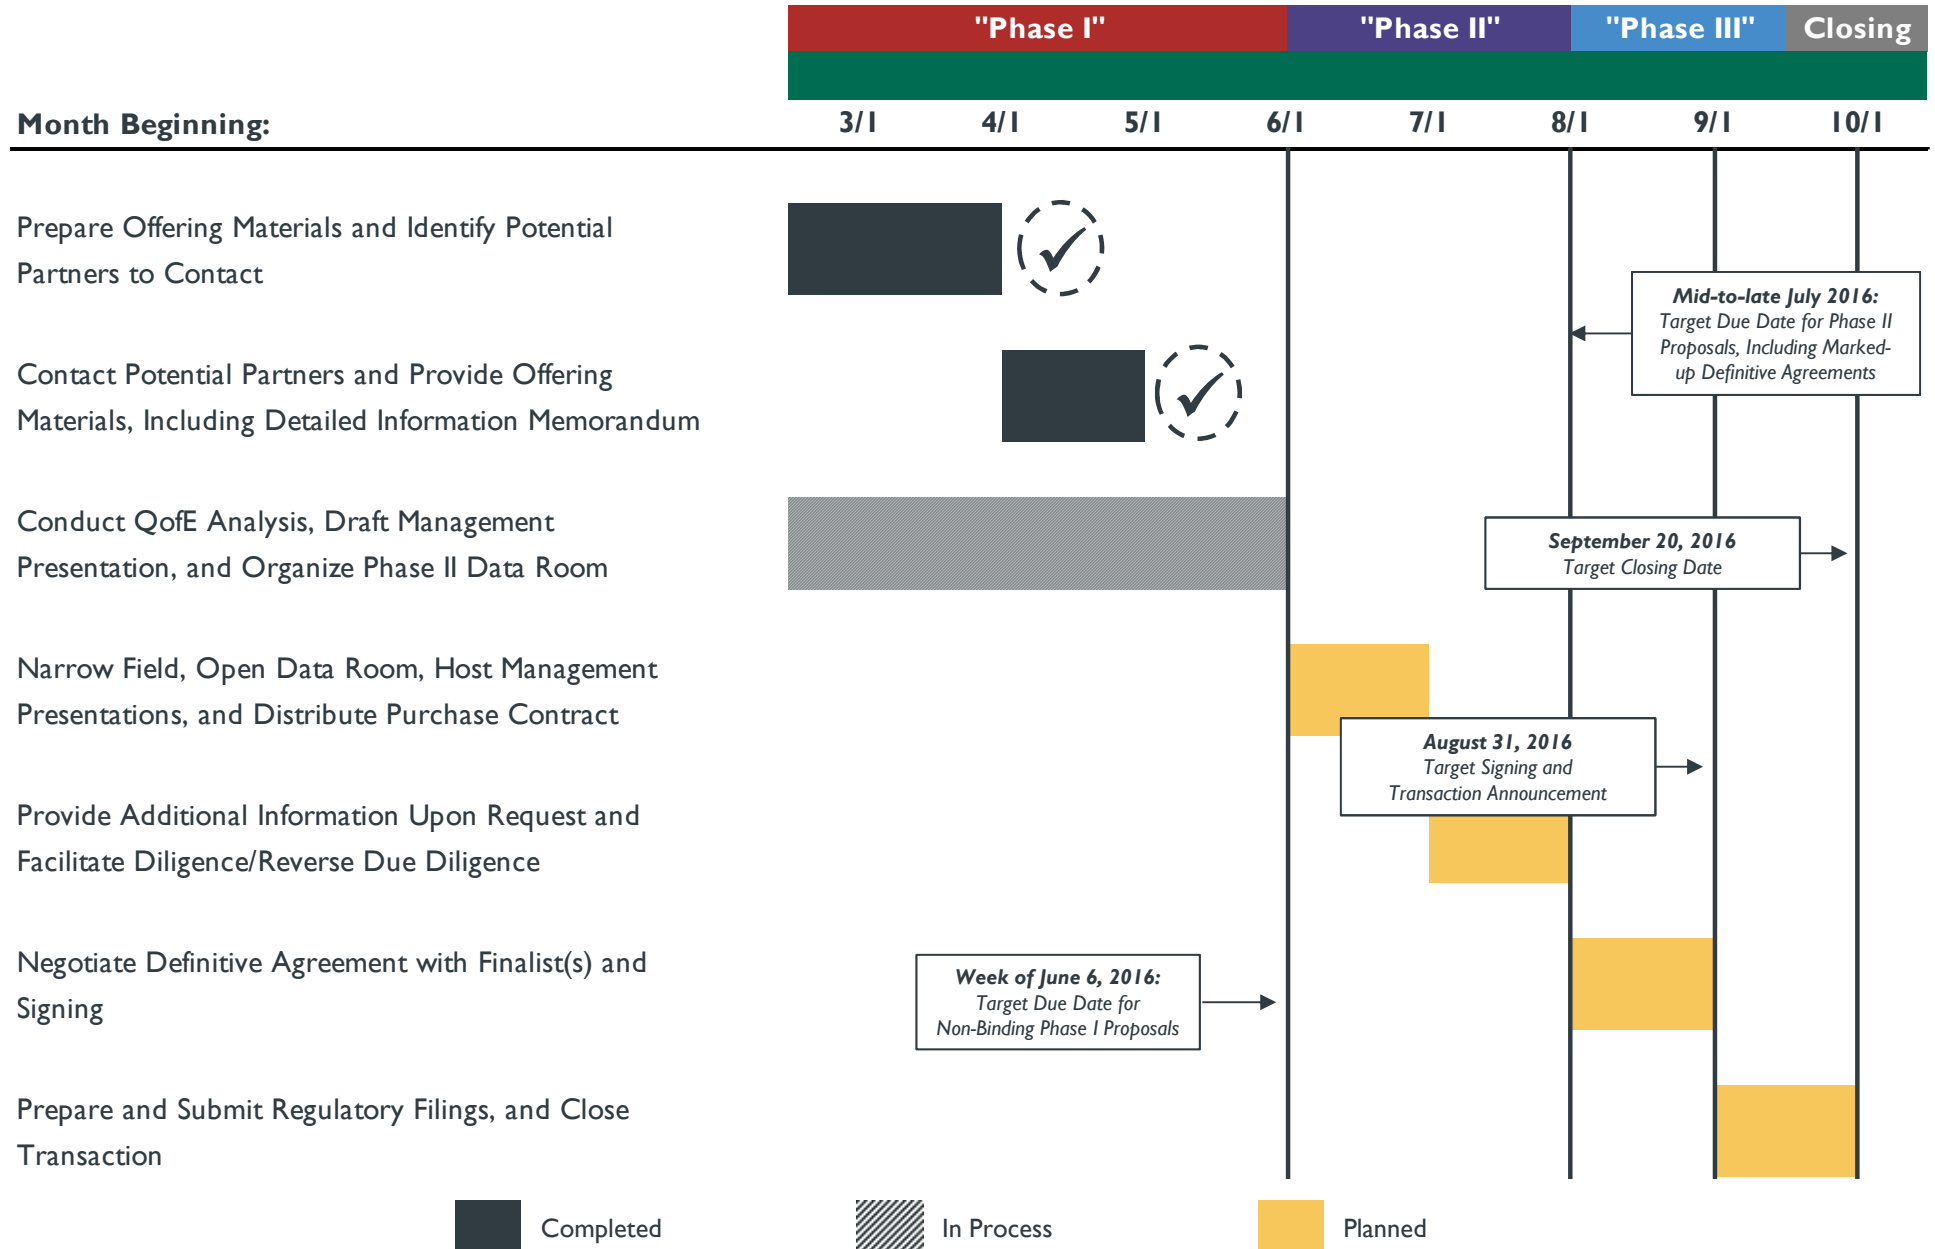 "Phase I" "Phase II" "Phase III" Closing
Month Beginning: 3/1 4/1 5/1 6/1 7/1 8/1 9/1 10/1
Prepare Offering Materials and Identify Potential
Partners to Contact
Mid-to-late July 2016:
Target Due Date for Phase II
Proposals, Including Marked-
up Definitive Agreements
Contact Potential Partners and Provide Offering
Materials, Including Detailed Information Memorandum
Conduct QofE Analysis, Draft Management
Presentation, and Organize Phase II Data Room
September 20, 2016
Target Closing Date
Narrow Field, Open Data Room, Host Management
Presentations, and Distribute Purchase Contract
August 31, 2016
Target Signing and
Transaction Announcement
Provide Additional Information Upon Request and
Facilitate Diligence/Reverse Due Diligence
Negotiate Definitive Agreement with Finalist(s) and
Signing
Week of June 6, 2016:
Target Due Date for
Non-Binding Phase I Proposals
Prepare and Submit Regulatory Filings, and Close
Transaction
Completed In Process Planned